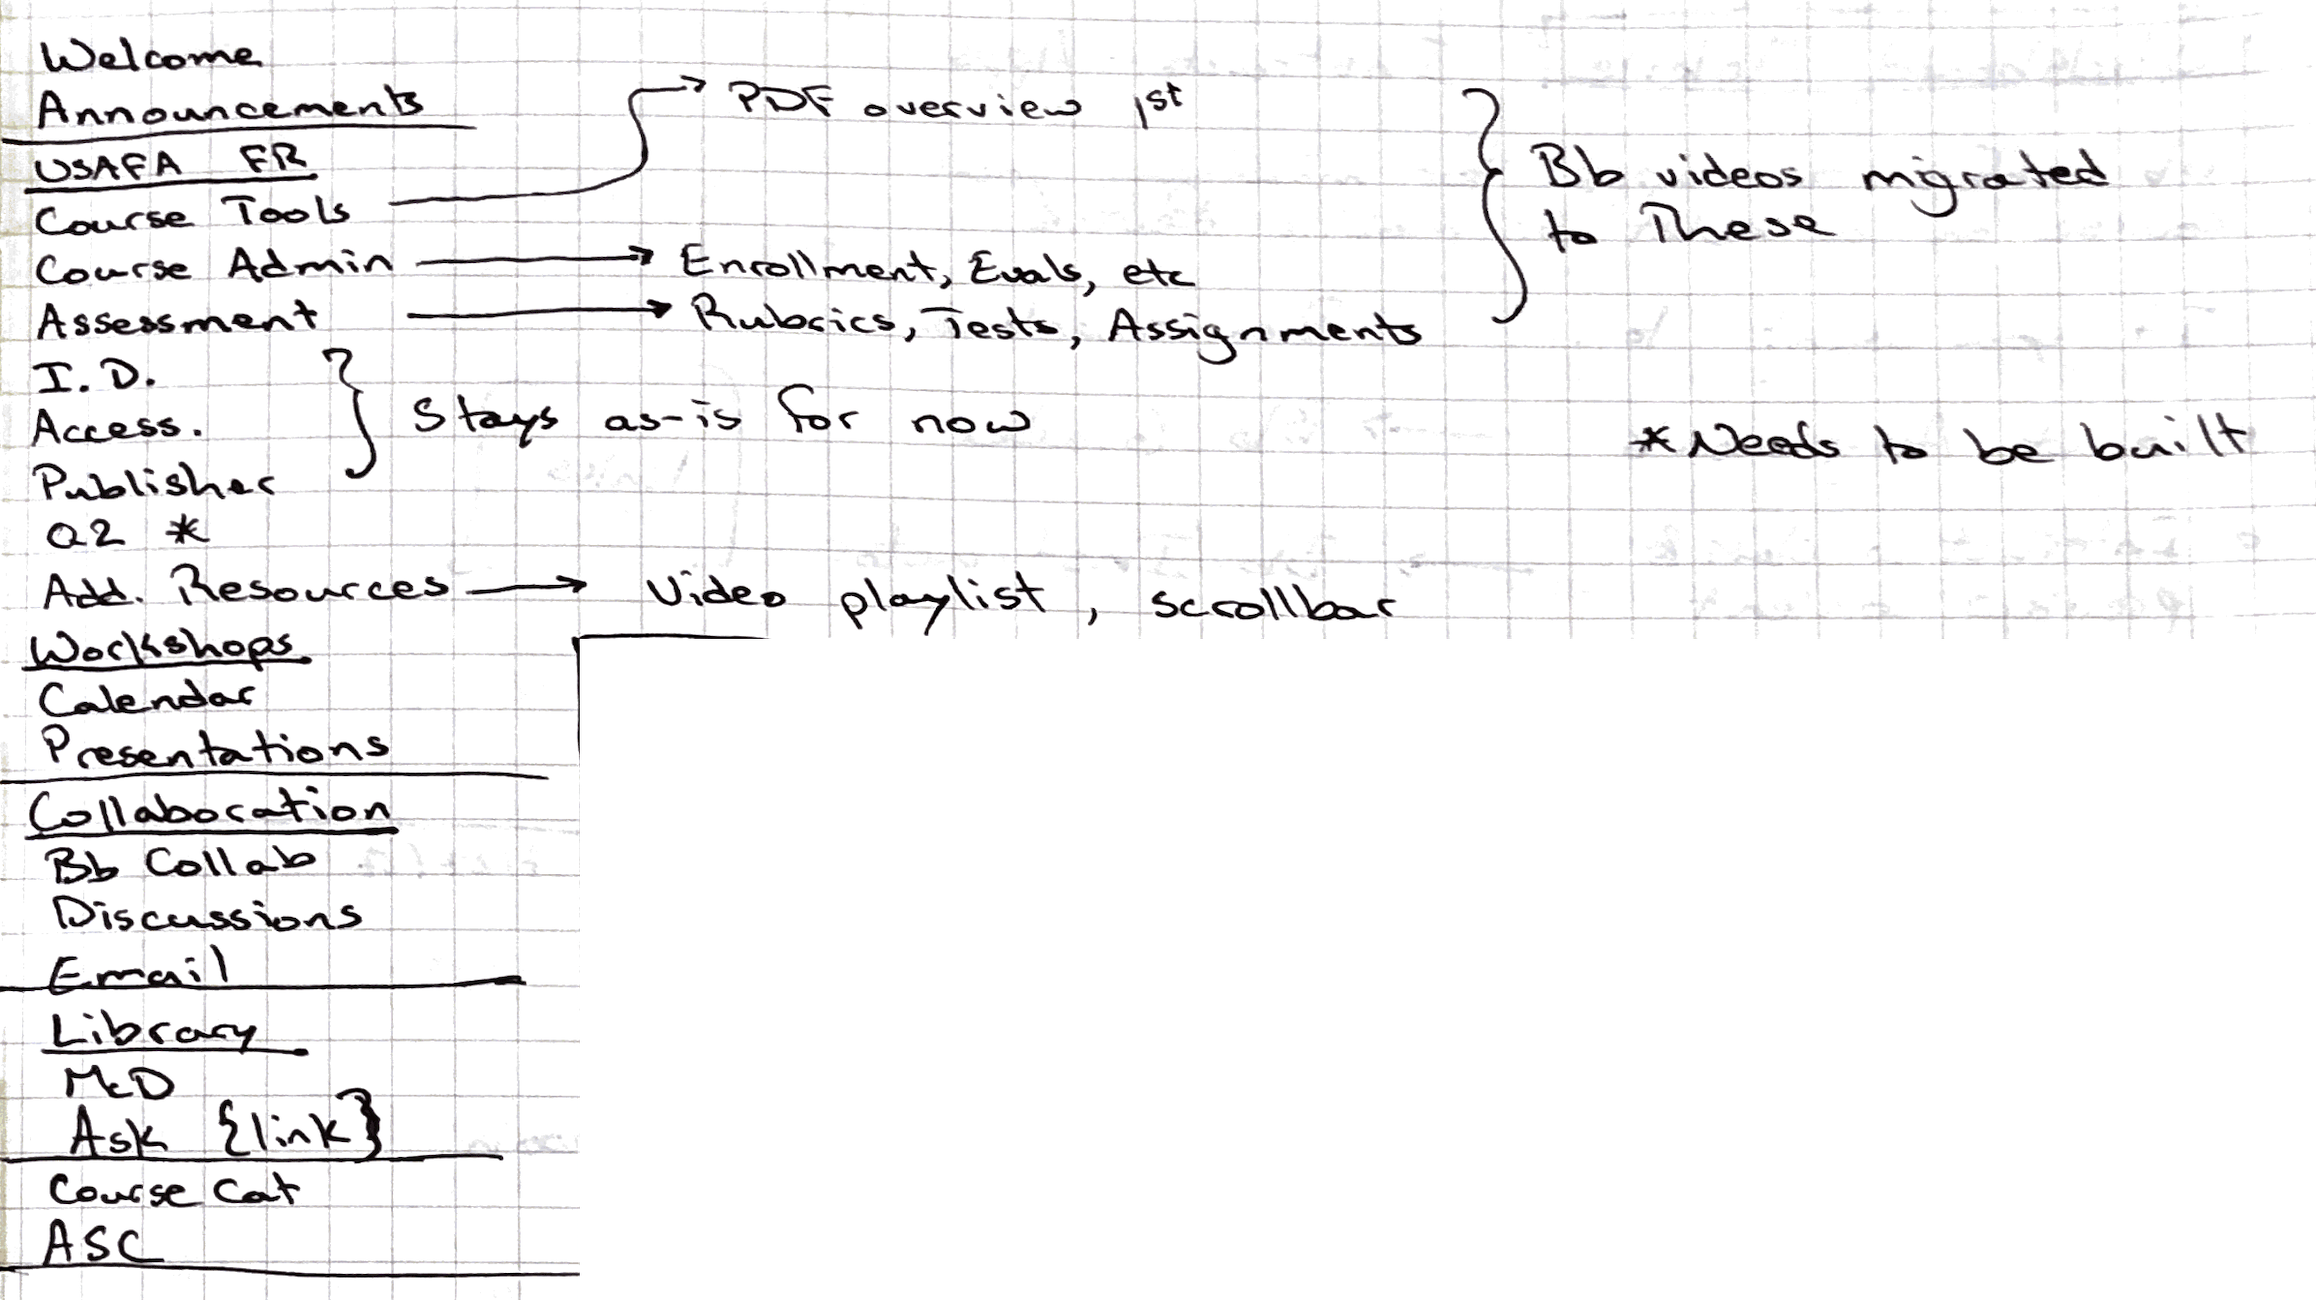 Welcome
Announcements
USAFA FR
Course Tools → PDF overview 1st
Course Admin → Enrollment, Evals, etc
Assessment → Rubrics, Tests, Assignments
} Bb videos migrated
to These
I.D.
Access.
Publisher
} Stays as-is for now
*Needs to be built
Q2 *
Add. Resources → Video playlist, scrollbar
Workshops
Calendar
Presentations
Collaboration
Bb Collab
Discussions
Email
Library
McD
Ask {link}
Course Cat
ASC